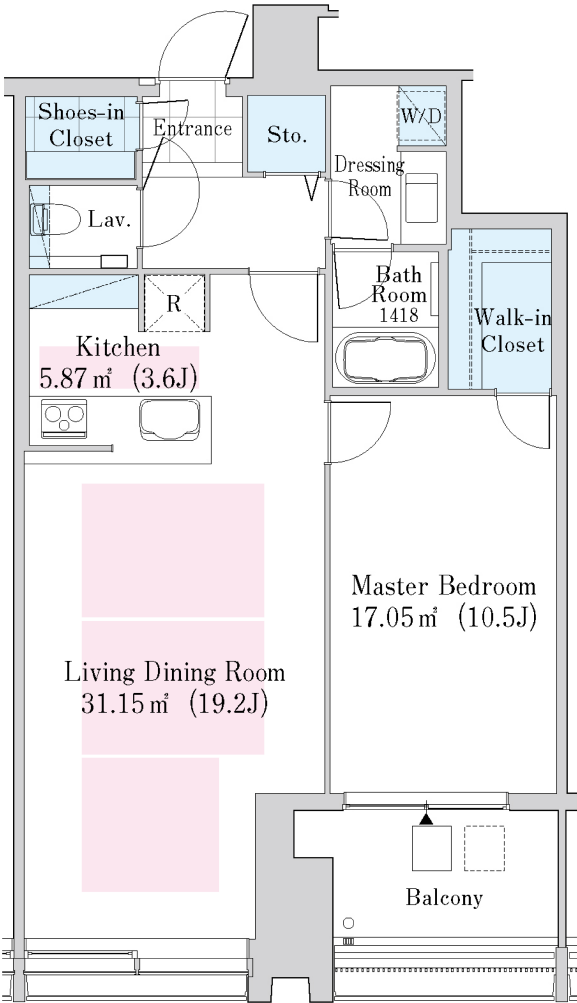 Shoes-in
Closet
Entrance
Sto.
W/D
Dressing
Room
Lav.
Bath
Room
1418
R
Walk-in
Closet
Kitchen
5.87㎡ (3.6J)
Master Bedroom
17.05㎡ (10.5J)
Living Dining Room
31.15㎡ (19.2J)
Balcony